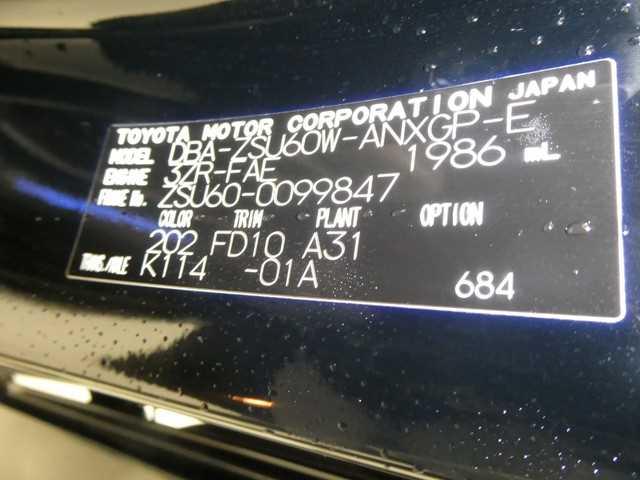 TOYOTA MOTOR CORPORATION JAPAN
MODEL DBA-ZSU60W-ANXGP-E
ENGINE 3ZR-FAE 1986 mL
FRAME No. ZSU60-0099847
COLOR TRIM PLANT OPTION
202 FD10 A31
TRANS./AXLE K114 -01A
684